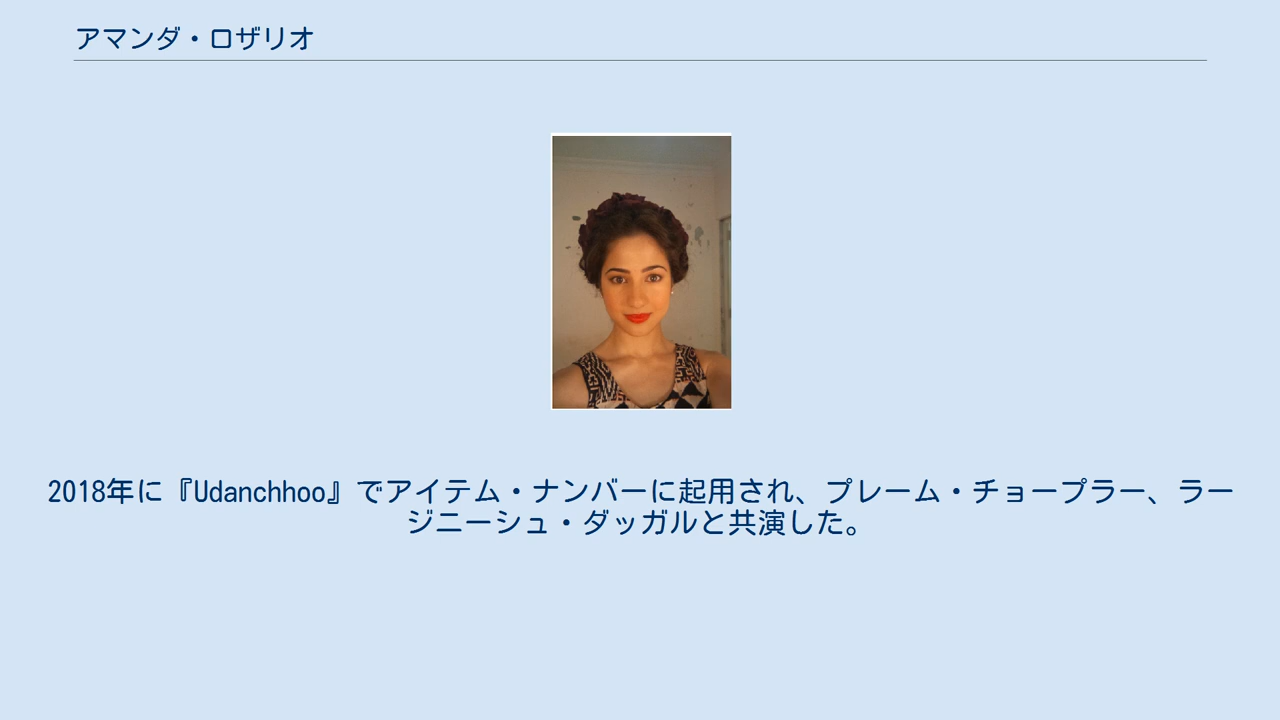 アマンダ・ロザリオ
2018年に『Udanchhoo』でアイテム・ナンバーに起用され、プレーム・チョープラー、ラー
ジニーシュ・ダッガルと共演した。